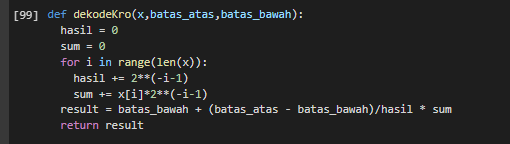 [99] def dekodeKro(x,batas_atas,batas_bawah):
hasil = 0
sum = 0
for i in range(len(x)):
hasil += 2**(-i-1)
sum += x[i]*2**(-i-1)
result = batas_bawah + (batas_atas - batas_bawah)/hasil * sum
return result